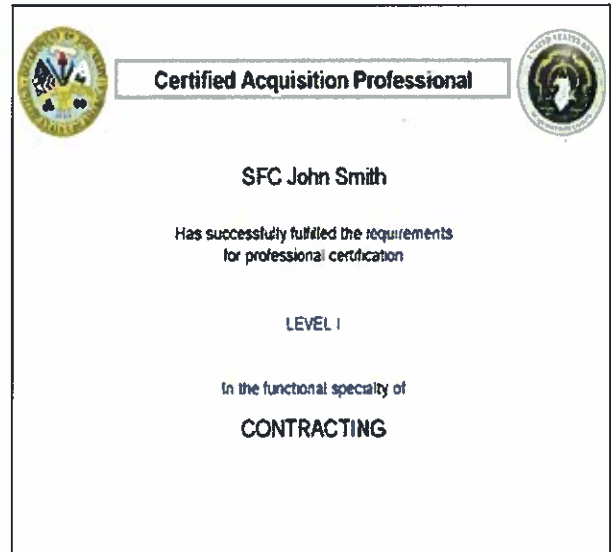 Certified Acquisition Professional
SFC John Smith
Has successfully fulfilled the requirements
for professional certification
LEVEL I
In the functional specialty of
CONTRACTING